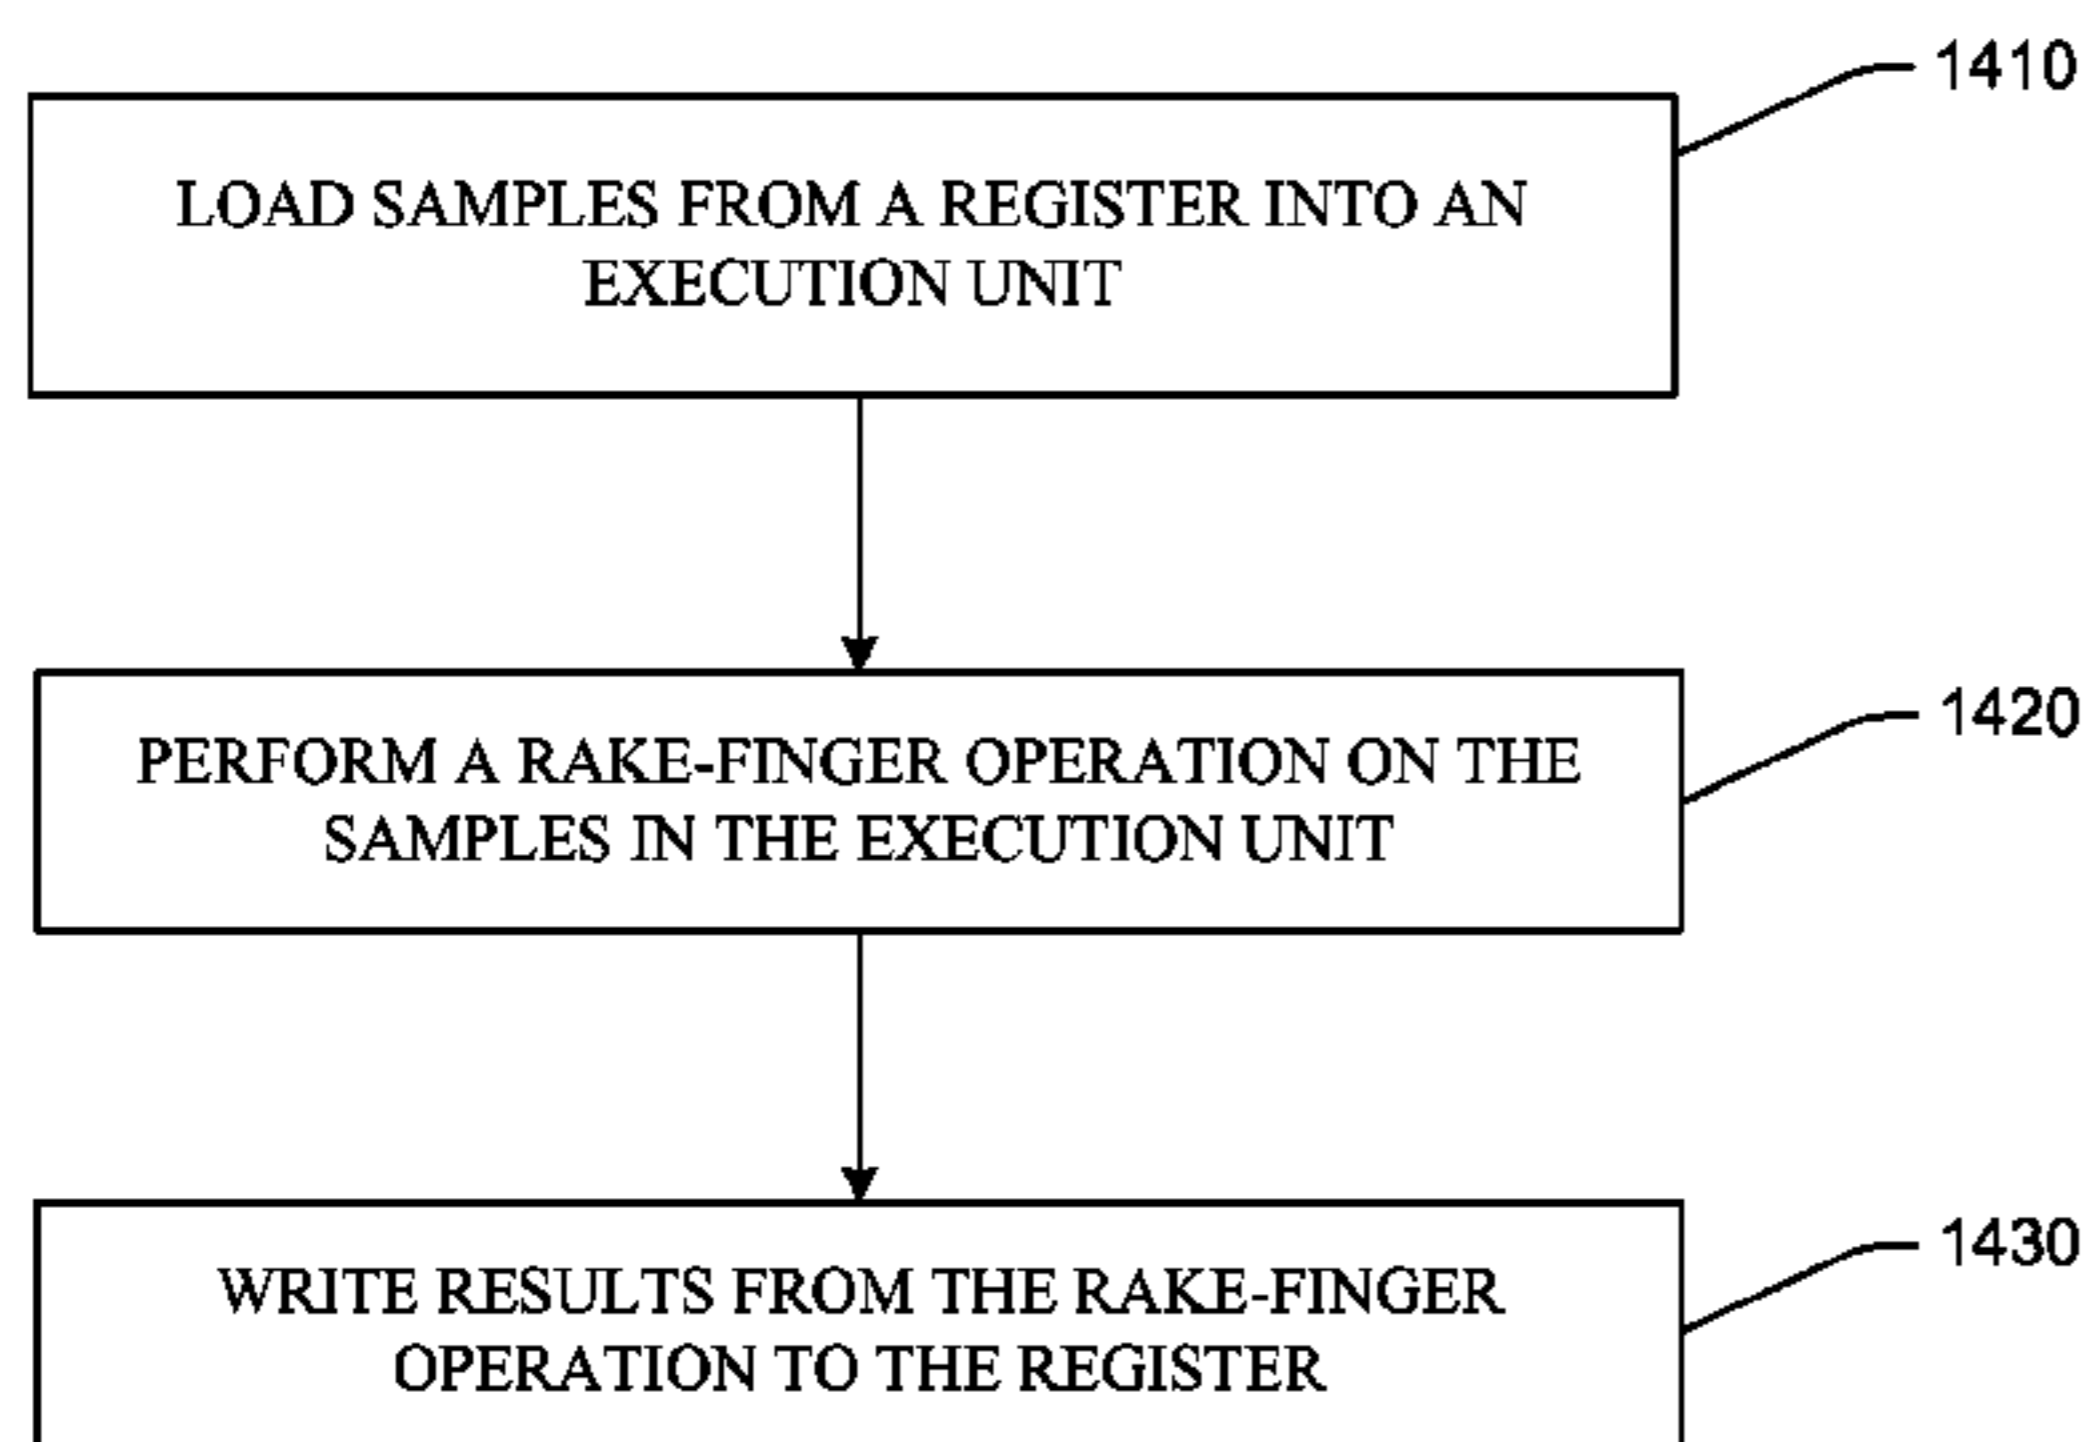 1410
LOAD SAMPLES FROM A REGISTER INTO AN
EXECUTION UNIT
1420
PERFORM A RAKE-FINGER OPERATION ON THE
SAMPLES IN THE EXECUTION UNIT
1430
WRITE RESULTS FROM THE RAKE-FINGER
OPERATION TO THE REGISTER